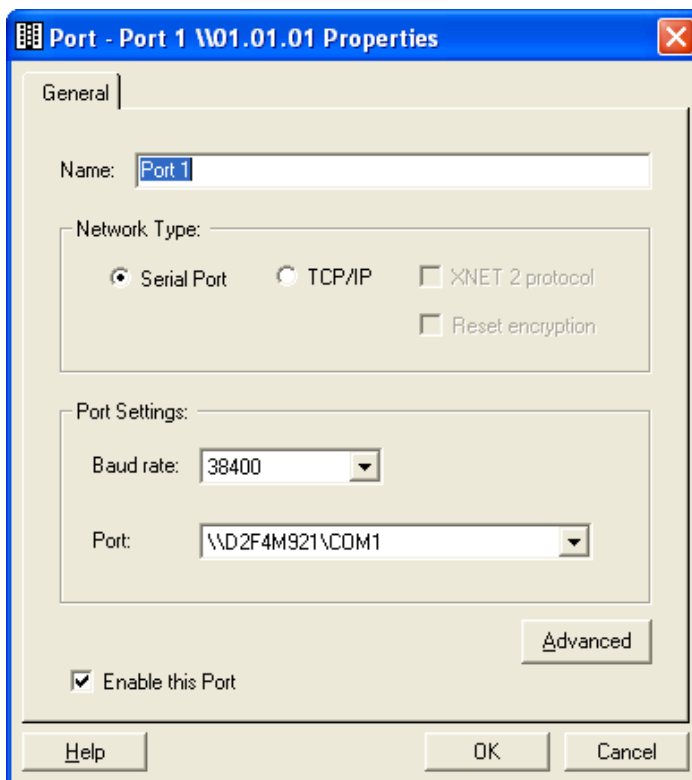 Port - Port 1 \\01.01.01 Properties
General
Name: Port 1
Network Type:
Serial Port TCP/IP XNET 2 protocol
Reset encryption
Port Settings:
Baud rate: 38400
Port: \\D2F4M921\COM1
Advanced
Enable this Port
Help OK Cancel